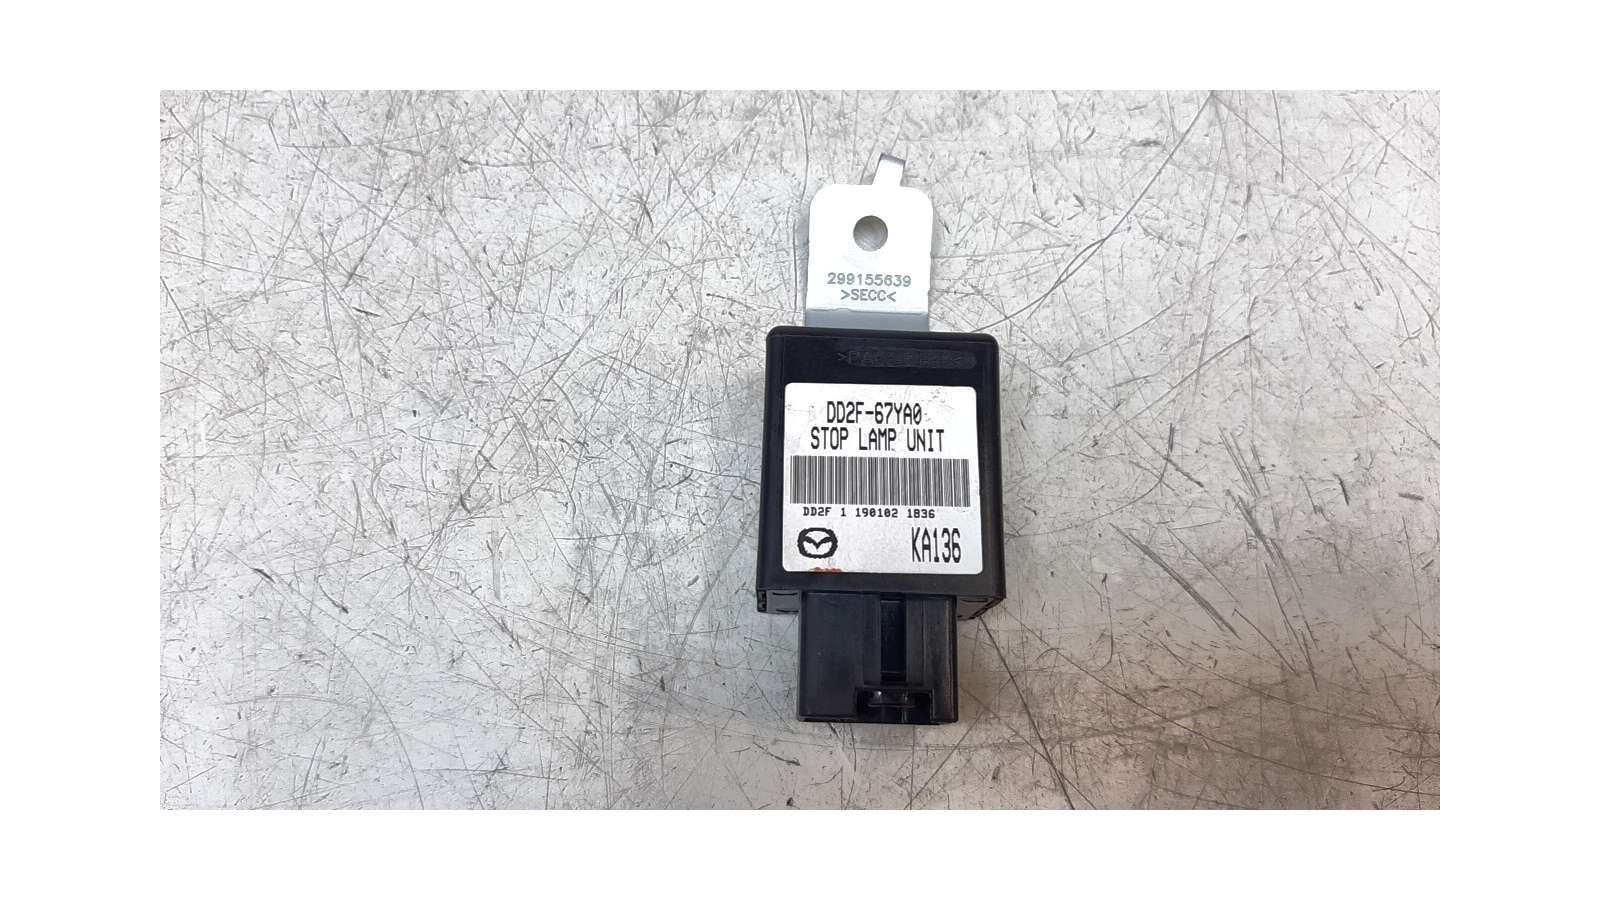 299155639
>SECC<
DD2F-67YA0
STOP LAMP UNIT
DD2F 1 190102 1836
KA136